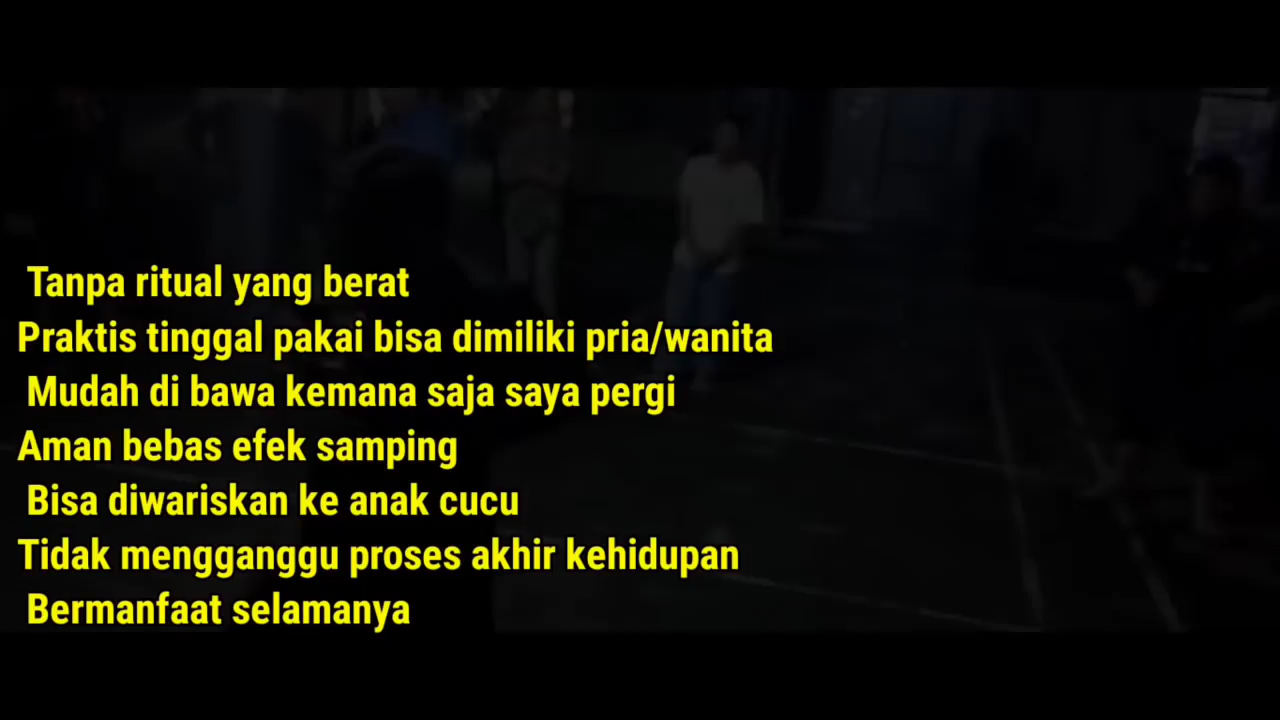 Tanpa ritual yang berat
Praktis tinggal pakai bisa dimiliki pria/wanita
Mudah di bawa kemana saja saya pergi
Aman bebas efek samping
Bisa diwariskan ke anak cucu
Tidak mengganggu proses akhir kehidupan
Bermanfaat selamanya